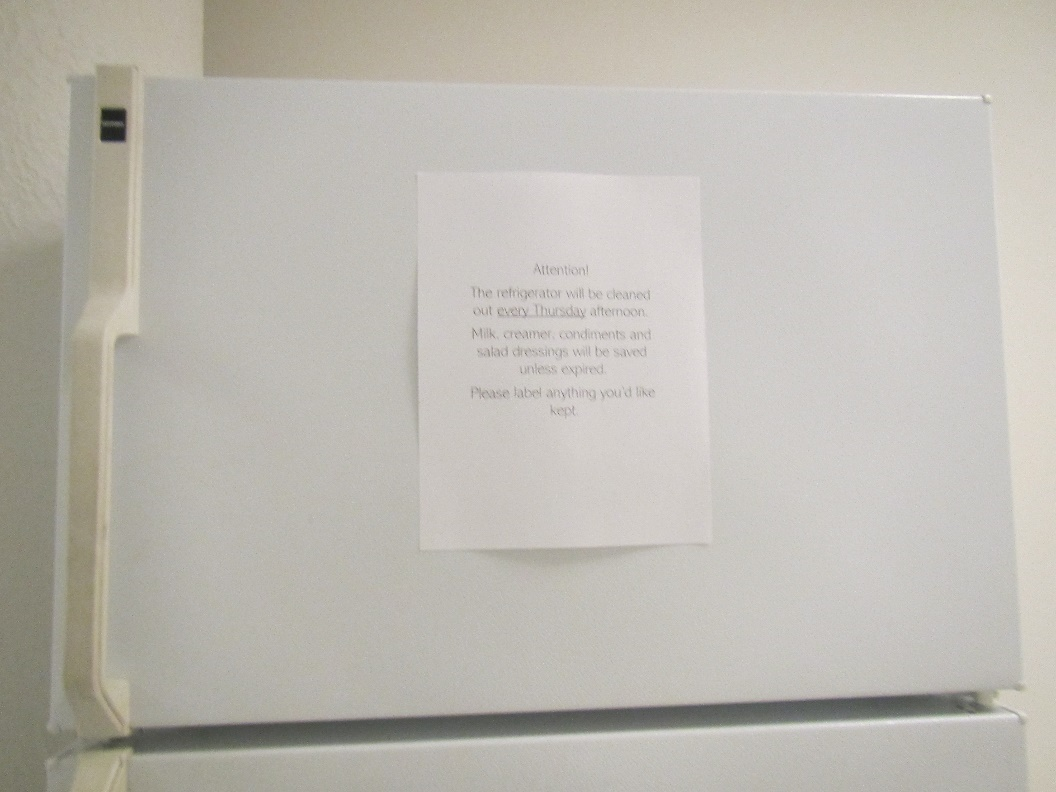 Attention!
The refrigerator will be cleaned
out every Thursday afternoon.
Milk, creamer, condiments and
salad dressings will be saved
unless expired.
Please label anything you'd like
kept.